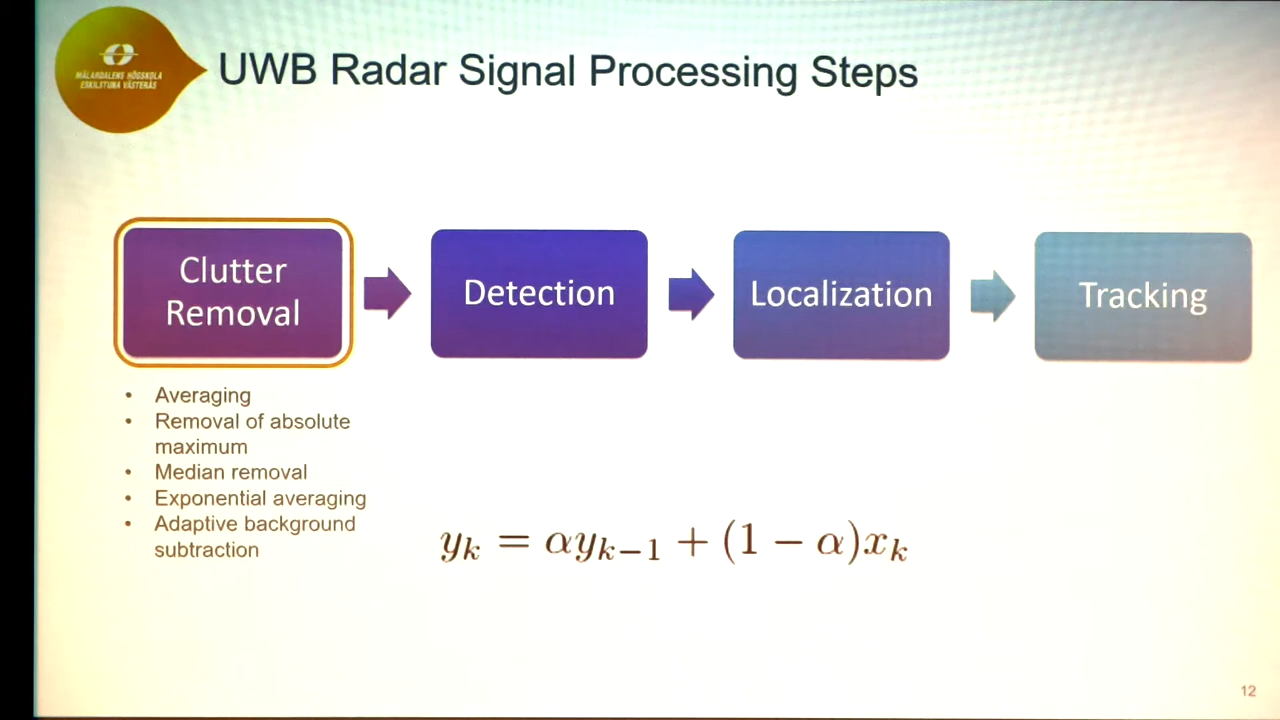 MÄLARDALENS HÖGSKOLA
ESKILSTUNA VÄSTERÅS
UWB Radar Signal Processing Steps
Clutter
Removal
Detection
Localization
Tracking
• Averaging
• Removal of absolute
maximum
• Median removal
• Exponential averaging
• Adaptive background
subtraction
yₖ = αyₖ₋₁ + (1 − α)xₖ
12